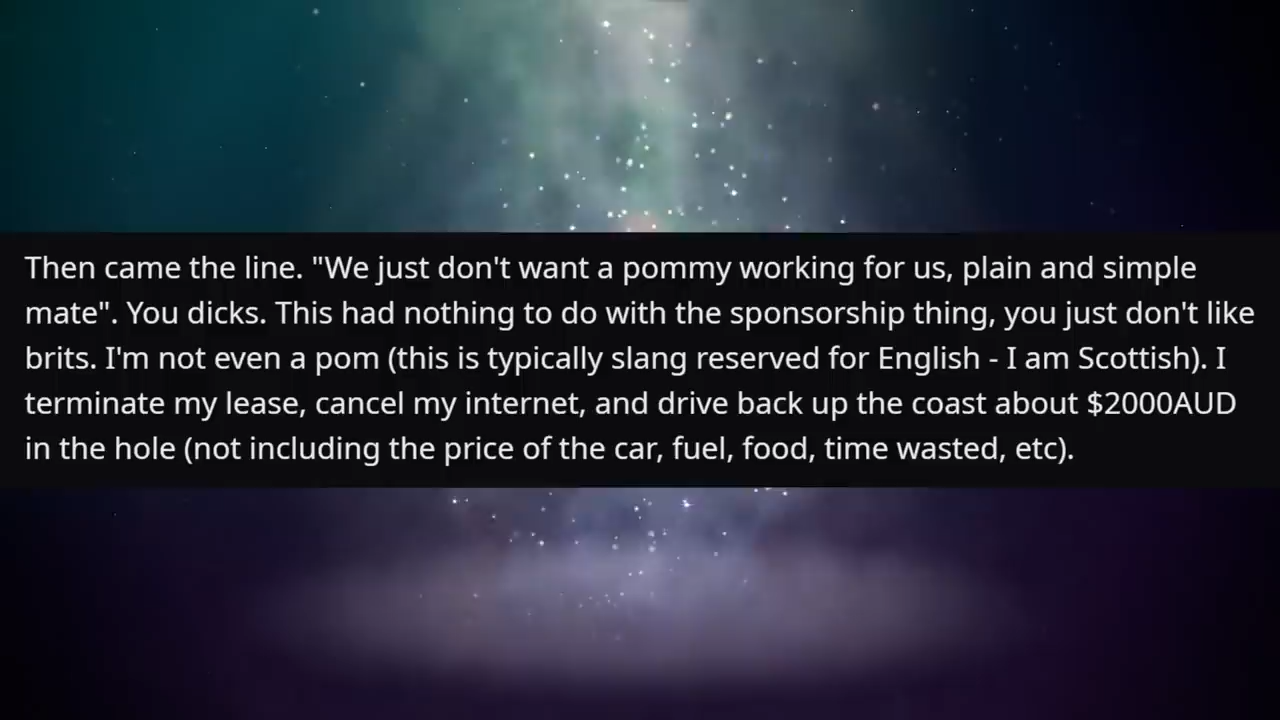 Then came the line. "We just don't want a pommy working for us, plain and simple
mate". You dicks. This had nothing to do with the sponsorship thing, you just don't like
brits. I'm not even a pom (this is typically slang reserved for English - I am Scottish). I
terminate my lease, cancel my internet, and drive back up the coast about $2000AUD
in the hole (not including the price of the car, fuel, food, time wasted, etc).